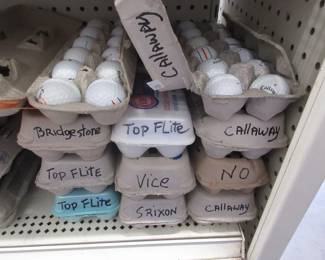 Callaway
Bridgestone
Top FLite
CALLAWAY
Top FLite
Vice
NO
Top FLite
SRIXON
CALLAWAY